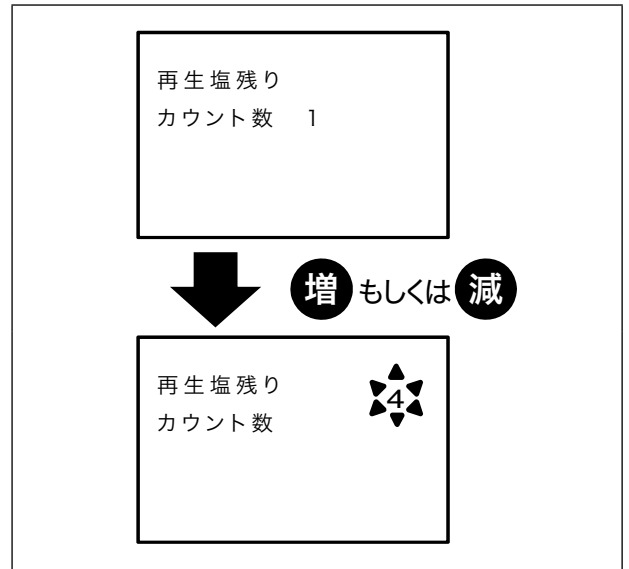 再生塩残り
カウント数 1
増 もしくは 減
再生塩残り
4
カウント数